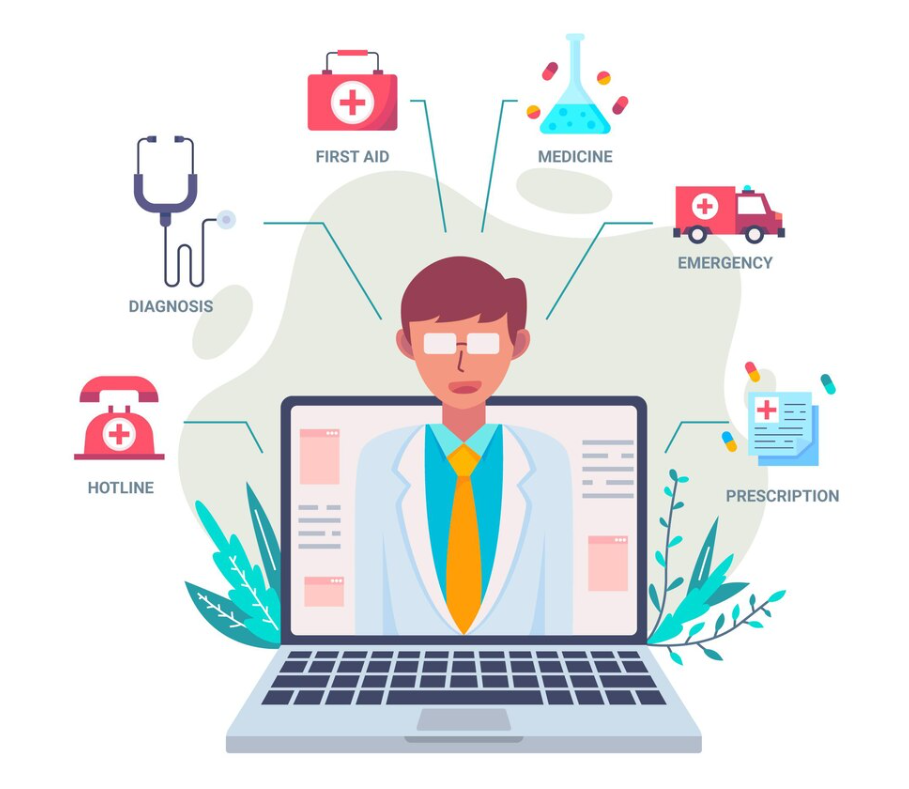 FIRST AID
MEDICINE
EMERGENCY
DIAGNOSIS
HOTLINE
PRESCRIPTION